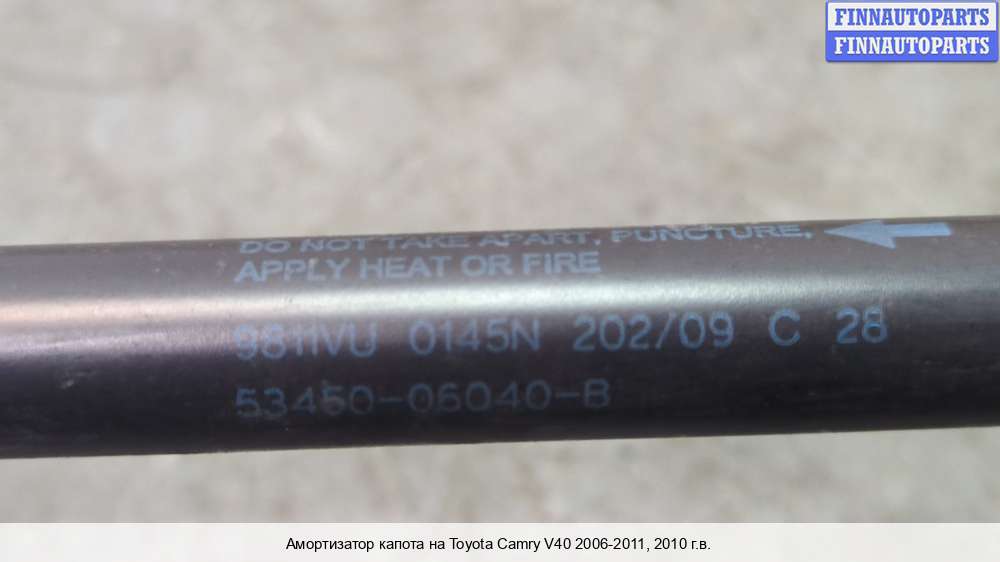 FINNAUTOPARTS
FINNAUTOPARTS
DO NOT TAKE APART, PUNCTURE,
APPLY HEAT OR FIRE
9811VU 0145N 202/09 C 28
53450-06040-B
Амортизатор капота на Toyota Camry V40 2006-2011, 2010 г.в.